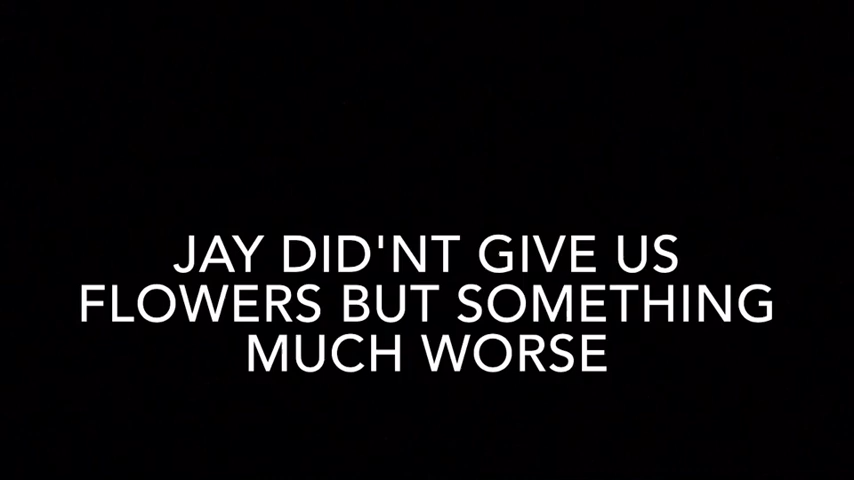 JAY DID'NT GIVE US
FLOWERS BUT SOMETHING
MUCH WORSE